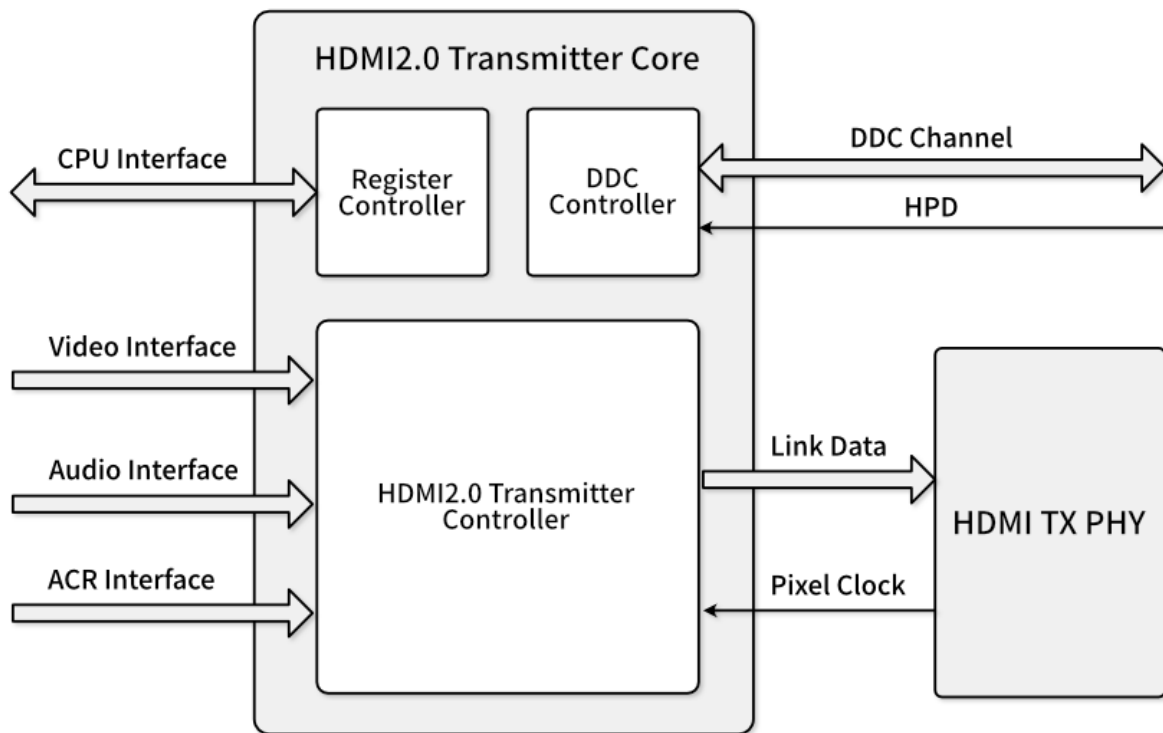 HDMI2.0 Transmitter Core
CPU Interface
Register
Controller
DDC
Controller
DDC Channel
HPD
Video Interface
Audio Interface
ACR Interface
HDMI2.0 Transmitter
Controller
Link Data
Pixel Clock
HDMI TX PHY